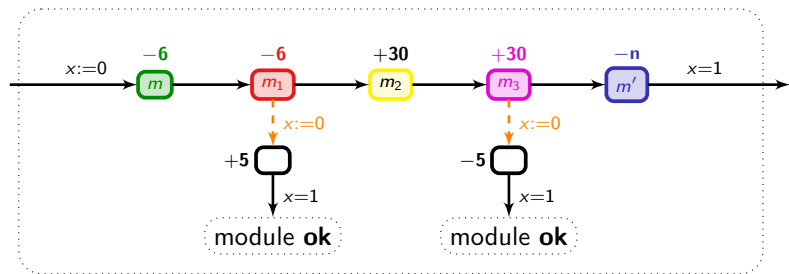 −6 −6 +30 +30 −n
x:=0 m m₁ m₂ m₃ m′ x=1
x:=0 x:=0
+5 −5
x=1 x=1
module ok module ok